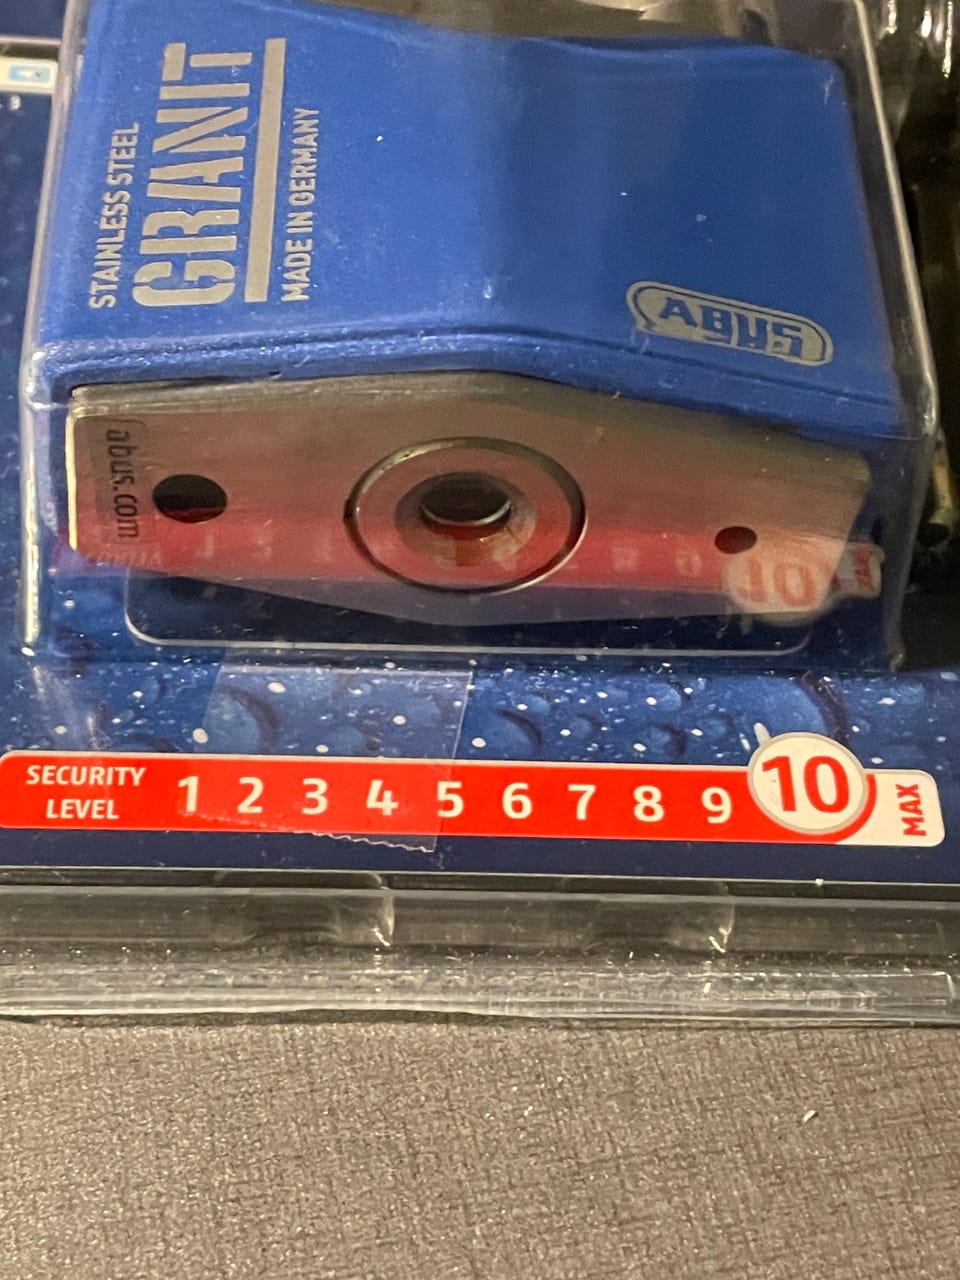 STAINLESS STEEL
GRANIT
MADE IN GERMANY
ABUS
abus.com
SECURITY
LEVEL
1 2 3 4 5 6 7 8 9 10
MAX